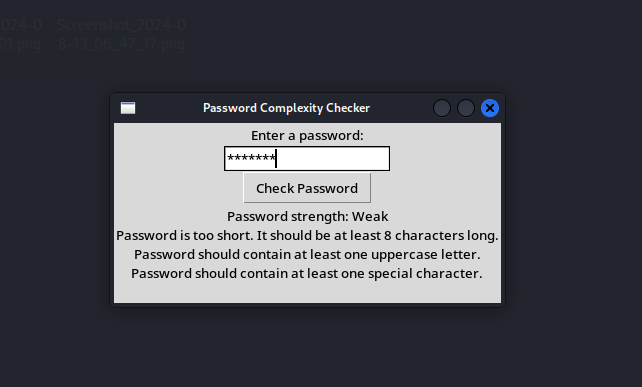 2024-0 Screenshot_2024-0
01.png 8-13_06_47_17.png
Password Complexity Checker
Enter a password:
*******
Check Password
Password strength: Weak
Password is too short. It should be at least 8 characters long.
Password should contain at least one uppercase letter.
Password should contain at least one special character.